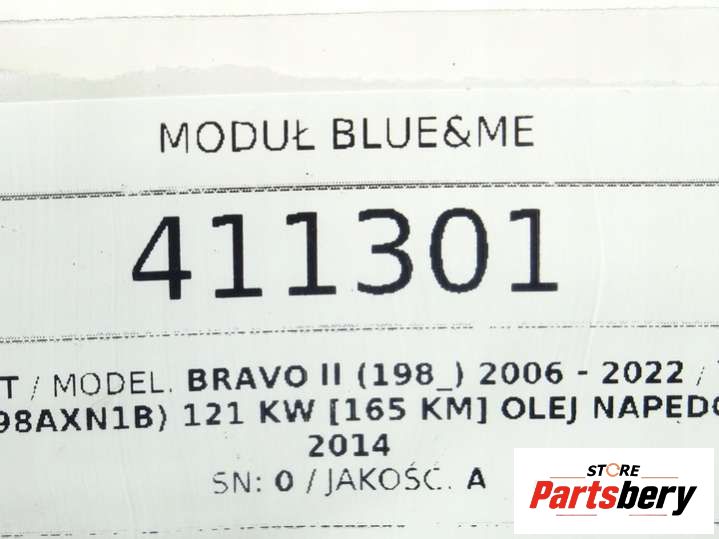 MODUŁ BLUE&ME
411301
T / MODEL. BRAVO II (198_) 2006 - 2022 /
98AXN1B) 121 KW [165 KM] OLEJ NAPĘDO
2014
SN: 0 / JAKOŚĆ. A
STORE
Partsbery